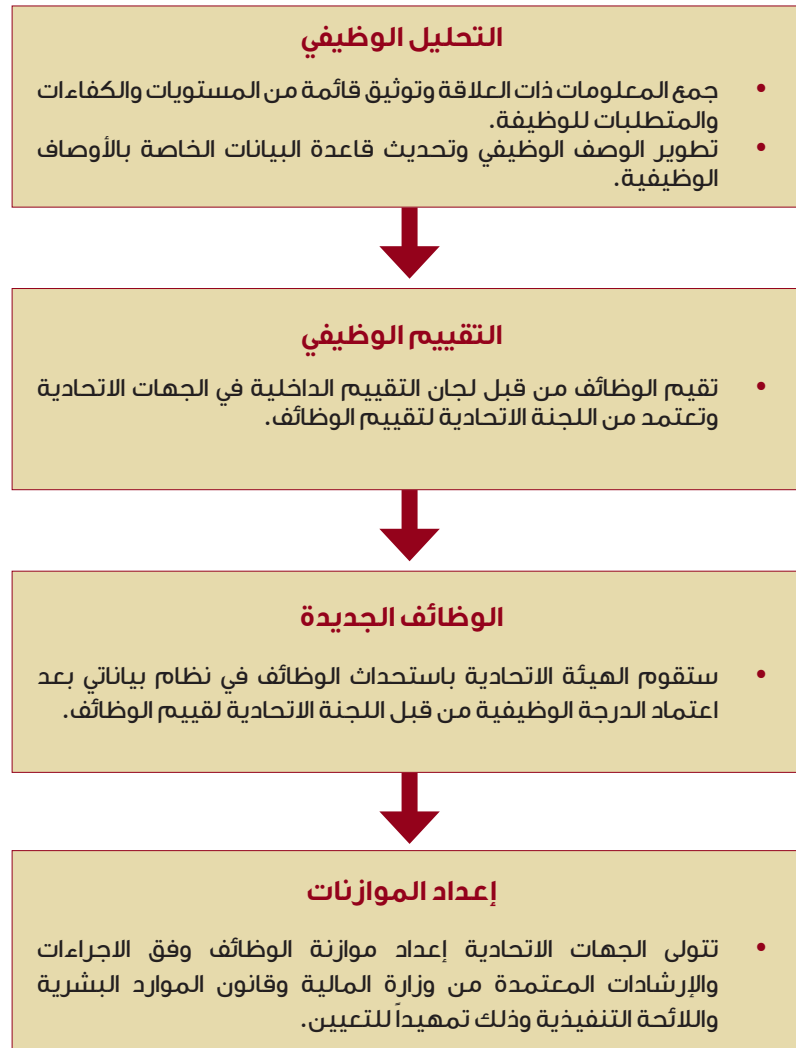 التحليل الوظيفي
• جمع المعلومات ذات العلاقة وتوثيق قائمة من المستويات والكفاءات
والمتطلبات للوظيفة.
• تطوير الوصف الوظيفي وتحديث قاعدة البيانات الخاصة بالأوصاف
الوظيفية.
التقييم الوظيفي
• تقيم الوظائف من قبل لجان التقييم الداخلية في الجهات الاتحادية
وتعتمد من اللجنة الاتحادية لتقييم الوظائف.
الوظائف الجديدة
• ستقوم الهيئة الاتحادية باستحداث الوظائف في نظام بياناتي بعد
اعتماد الدرجة الوظيفية من قبل اللجنة الاتحادية لقييم الوظائف.
إعداد الموازنات
• تتولى الجهات الاتحادية إعداد موازنة الوظائف وفق الاجراءات
والإرشادات المعتمدة من وزارة المالية وقانون الموارد البشرية
واللائحة التنفيذية وذلك تمهيداً للتعيين.